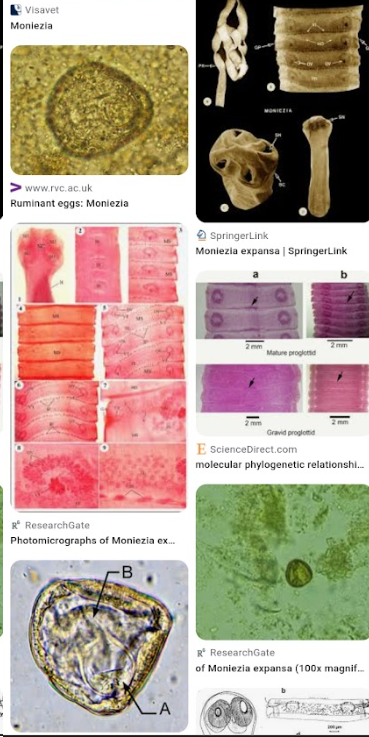 Visavet
Moniezia
www.rvc.ac.uk
Ruminant eggs: Moniezia
ResearchGate
Photomicrographs of Moniezia ex...
B
A
MONIEZIA
SpringerLink
Moniezia expansa | SpringerLink
a
b
2 mm
2 mm
Mature proglottid
2 mm
2 mm
Gravid proglottid
ScienceDirect.com
molecular phylogenetic relationshi...
ResearchGate
of Moniezia expansa (100x magnif...
b